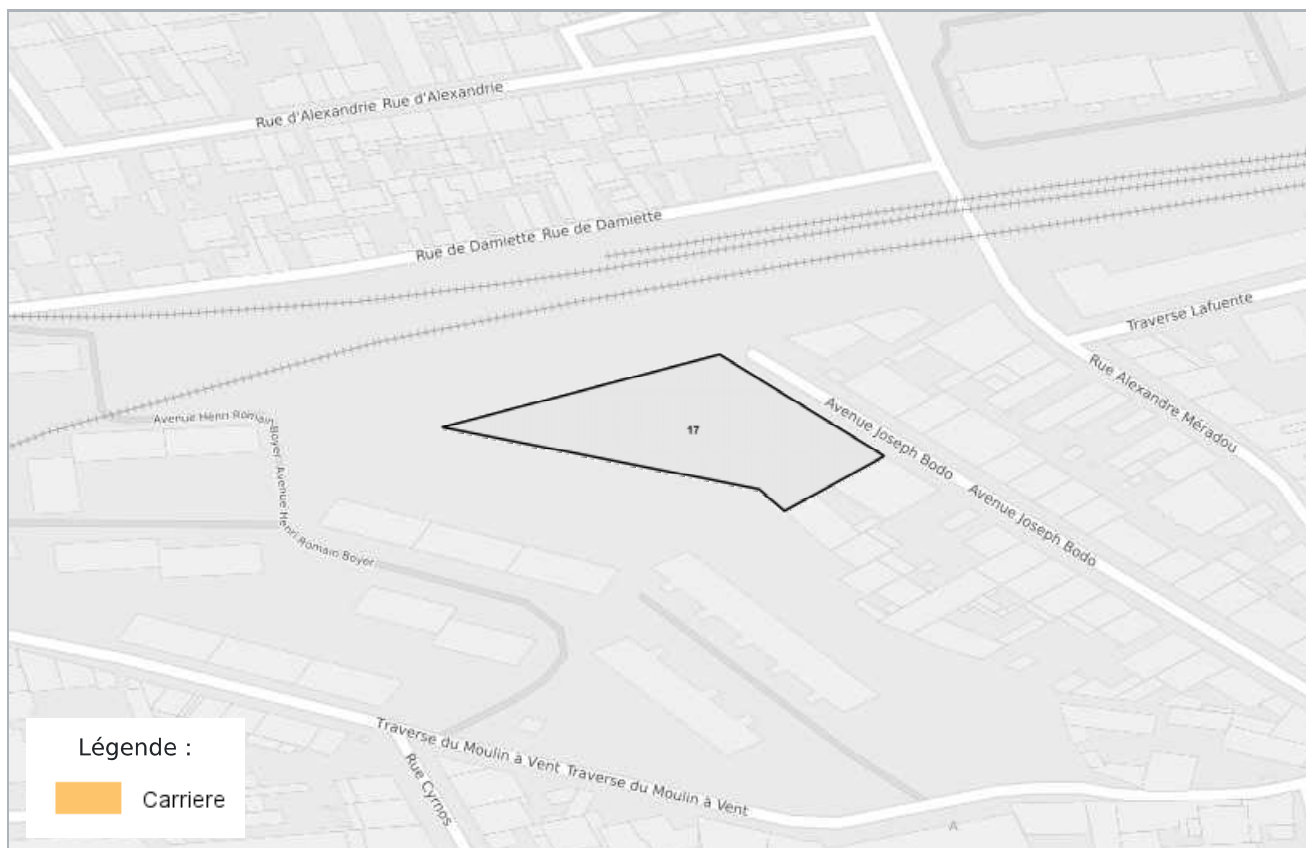 Rue d'Alexandrie Rue d'Alexandrie
Rue de Damiette Rue de Damiette
Traverse Lafuente
Rue Alexandre Méradou
Avenue Henri Romain Boyer Avenue Henri Romain Boyer
17
Avenue Joseph Bodo Avenue Joseph Bodo
Traverse du Moulin à Vent Traverse du Moulin à Vent
Rue Cyrnos
A
Légende :
Carriere